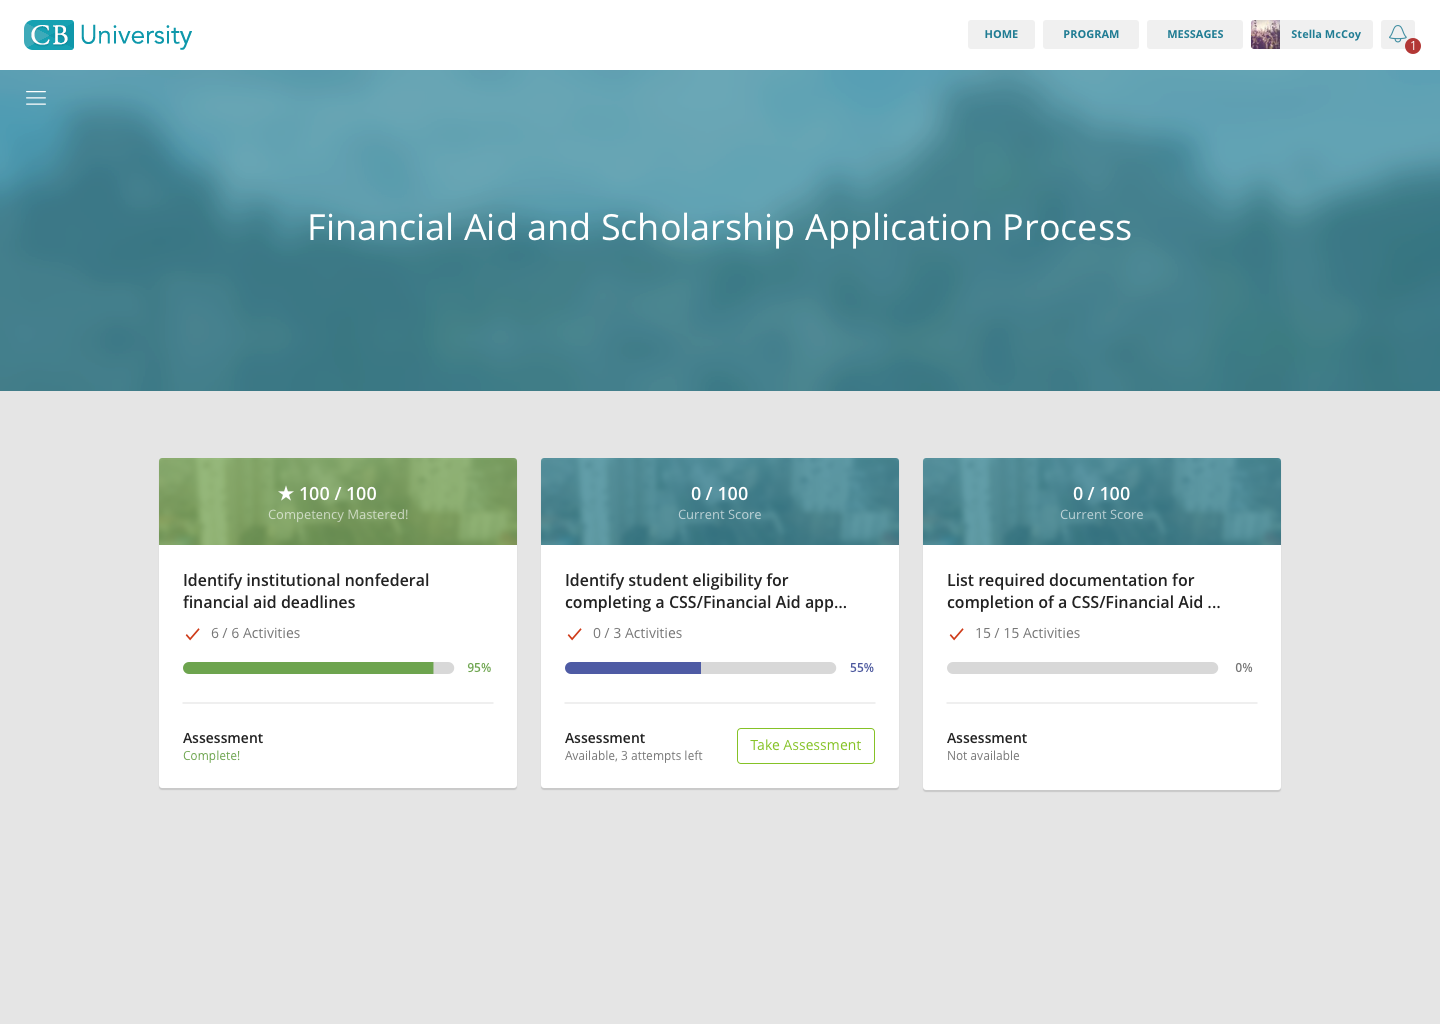 CB University
HOME
PROGRAM
MESSAGES
Stella McCoy
1
Financial Aid and Scholarship Application Process
★ 100 / 100
Competency Mastered!
Identify institutional nonfederal
financial aid deadlines
6 / 6 Activities
95%
Assessment
Complete!
0 / 100
Current Score
Identify student eligibility for
completing a CSS/Financial Aid app...
0 / 3 Activities
55%
Assessment
Available, 3 attempts left
Take Assessment
0 / 100
Current Score
List required documentation for
completion of a CSS/Financial Aid ...
15 / 15 Activities
0%
Assessment
Not available